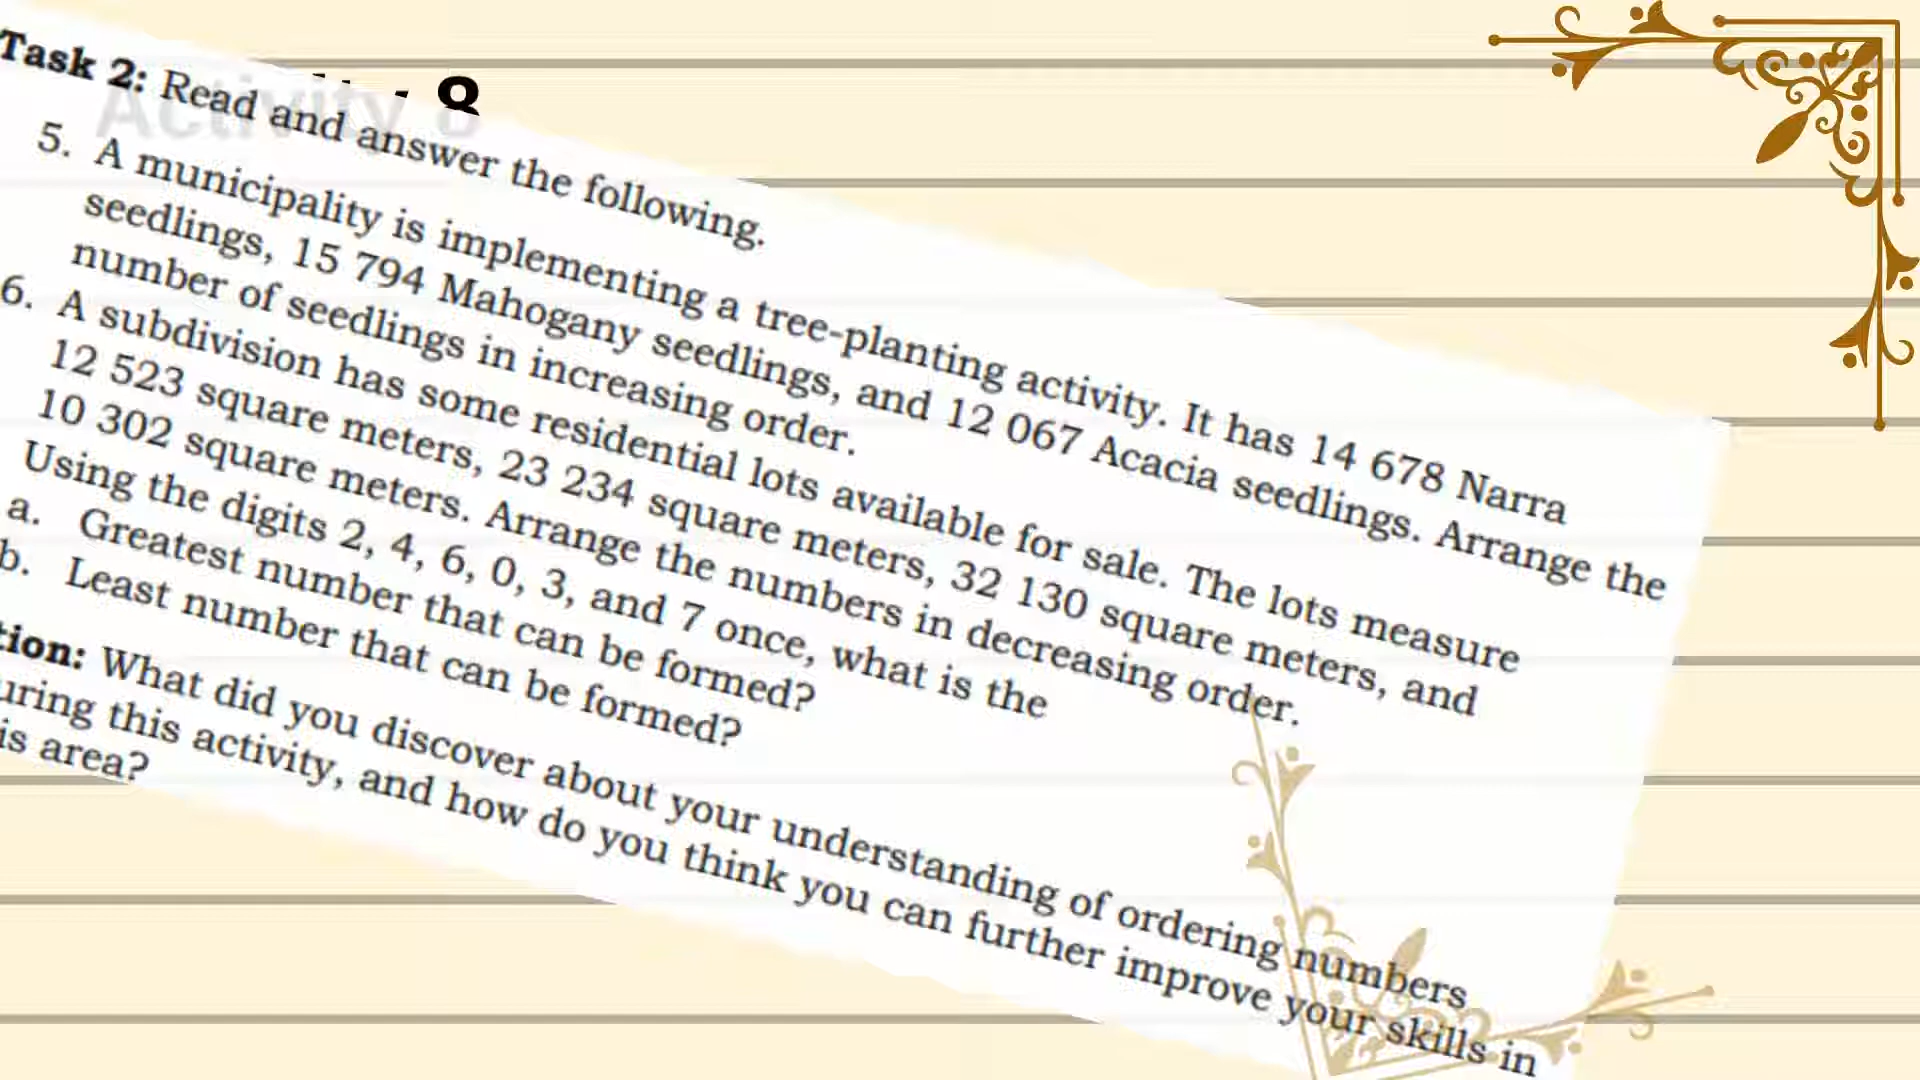 Activity 8
Task 2: Read and answer the following.
5. A municipality is implementing a tree-planting activity. It has 14 678 Narra
seedlings, 15 794 Mahogany seedlings, and 12 067 Acacia seedlings. Arrange the
number of seedlings in increasing order.
6. A subdivision has some residential lots available for sale. The lots measure
12 523 square meters, 23 234 square meters, 32 130 square meters, and
10 302 square meters. Arrange the numbers in decreasing order.
Using the digits 2, 4, 6, 0, 3, and 7 once, what is the
a. Greatest number that can be formed?
b. Least number that can be formed?
tion: What did you discover about your understanding of ordering numbers
uring this activity, and how do you think you can further improve your skills in
is area?